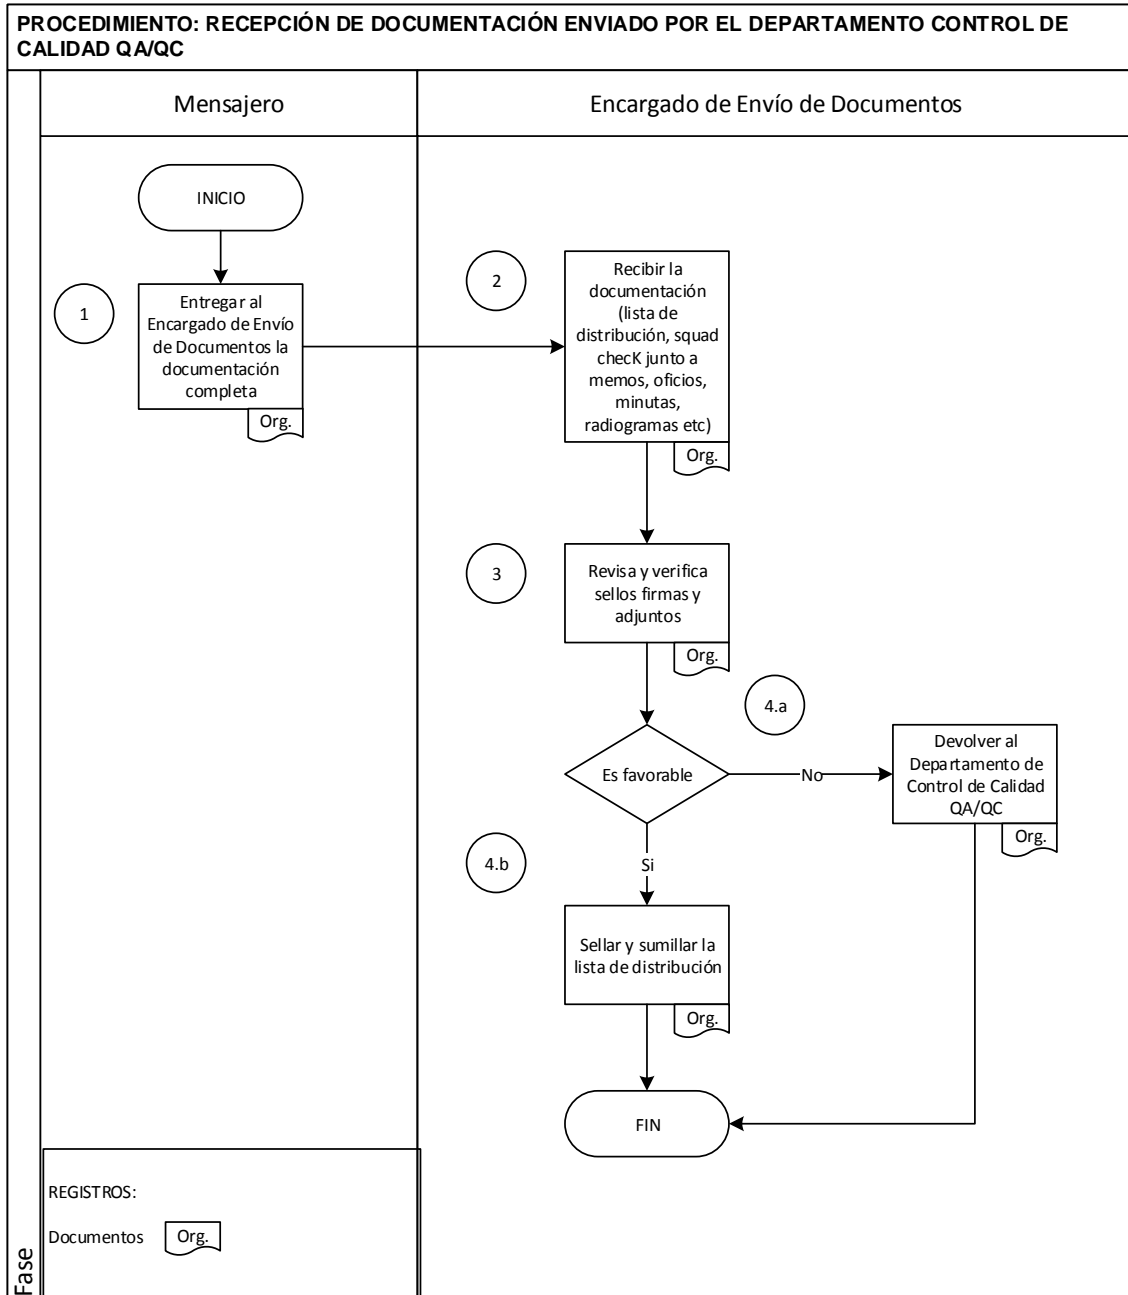 PROCEDIMIENTO: RECEPCIÓN DE DOCUMENTACIÓN ENVIADO POR EL DEPARTAMENTO CONTROL DE
CALIDAD QA/QC
Mensajero
Encargado de Envío de Documentos
INICIO
1
Entregar al
Encargado de Envío
de Documentos la
documentación
completa
Org.
2
Recibir la
documentación
(lista de
distribución, squad
checK junto a
memos, oficios,
minutas,
radiogramas etc)
Org.
3
Revisa y verifica
sellos firmas y
adjuntos
Org.
4.a
Es favorable
No
Devolver al
Departamento de
Control de Calidad
QA/QC
Org.
4.b
Si
Sellar y sumillar la
lista de distribución
Org.
FIN
REGISTROS:
Documentos
Org.
Fase